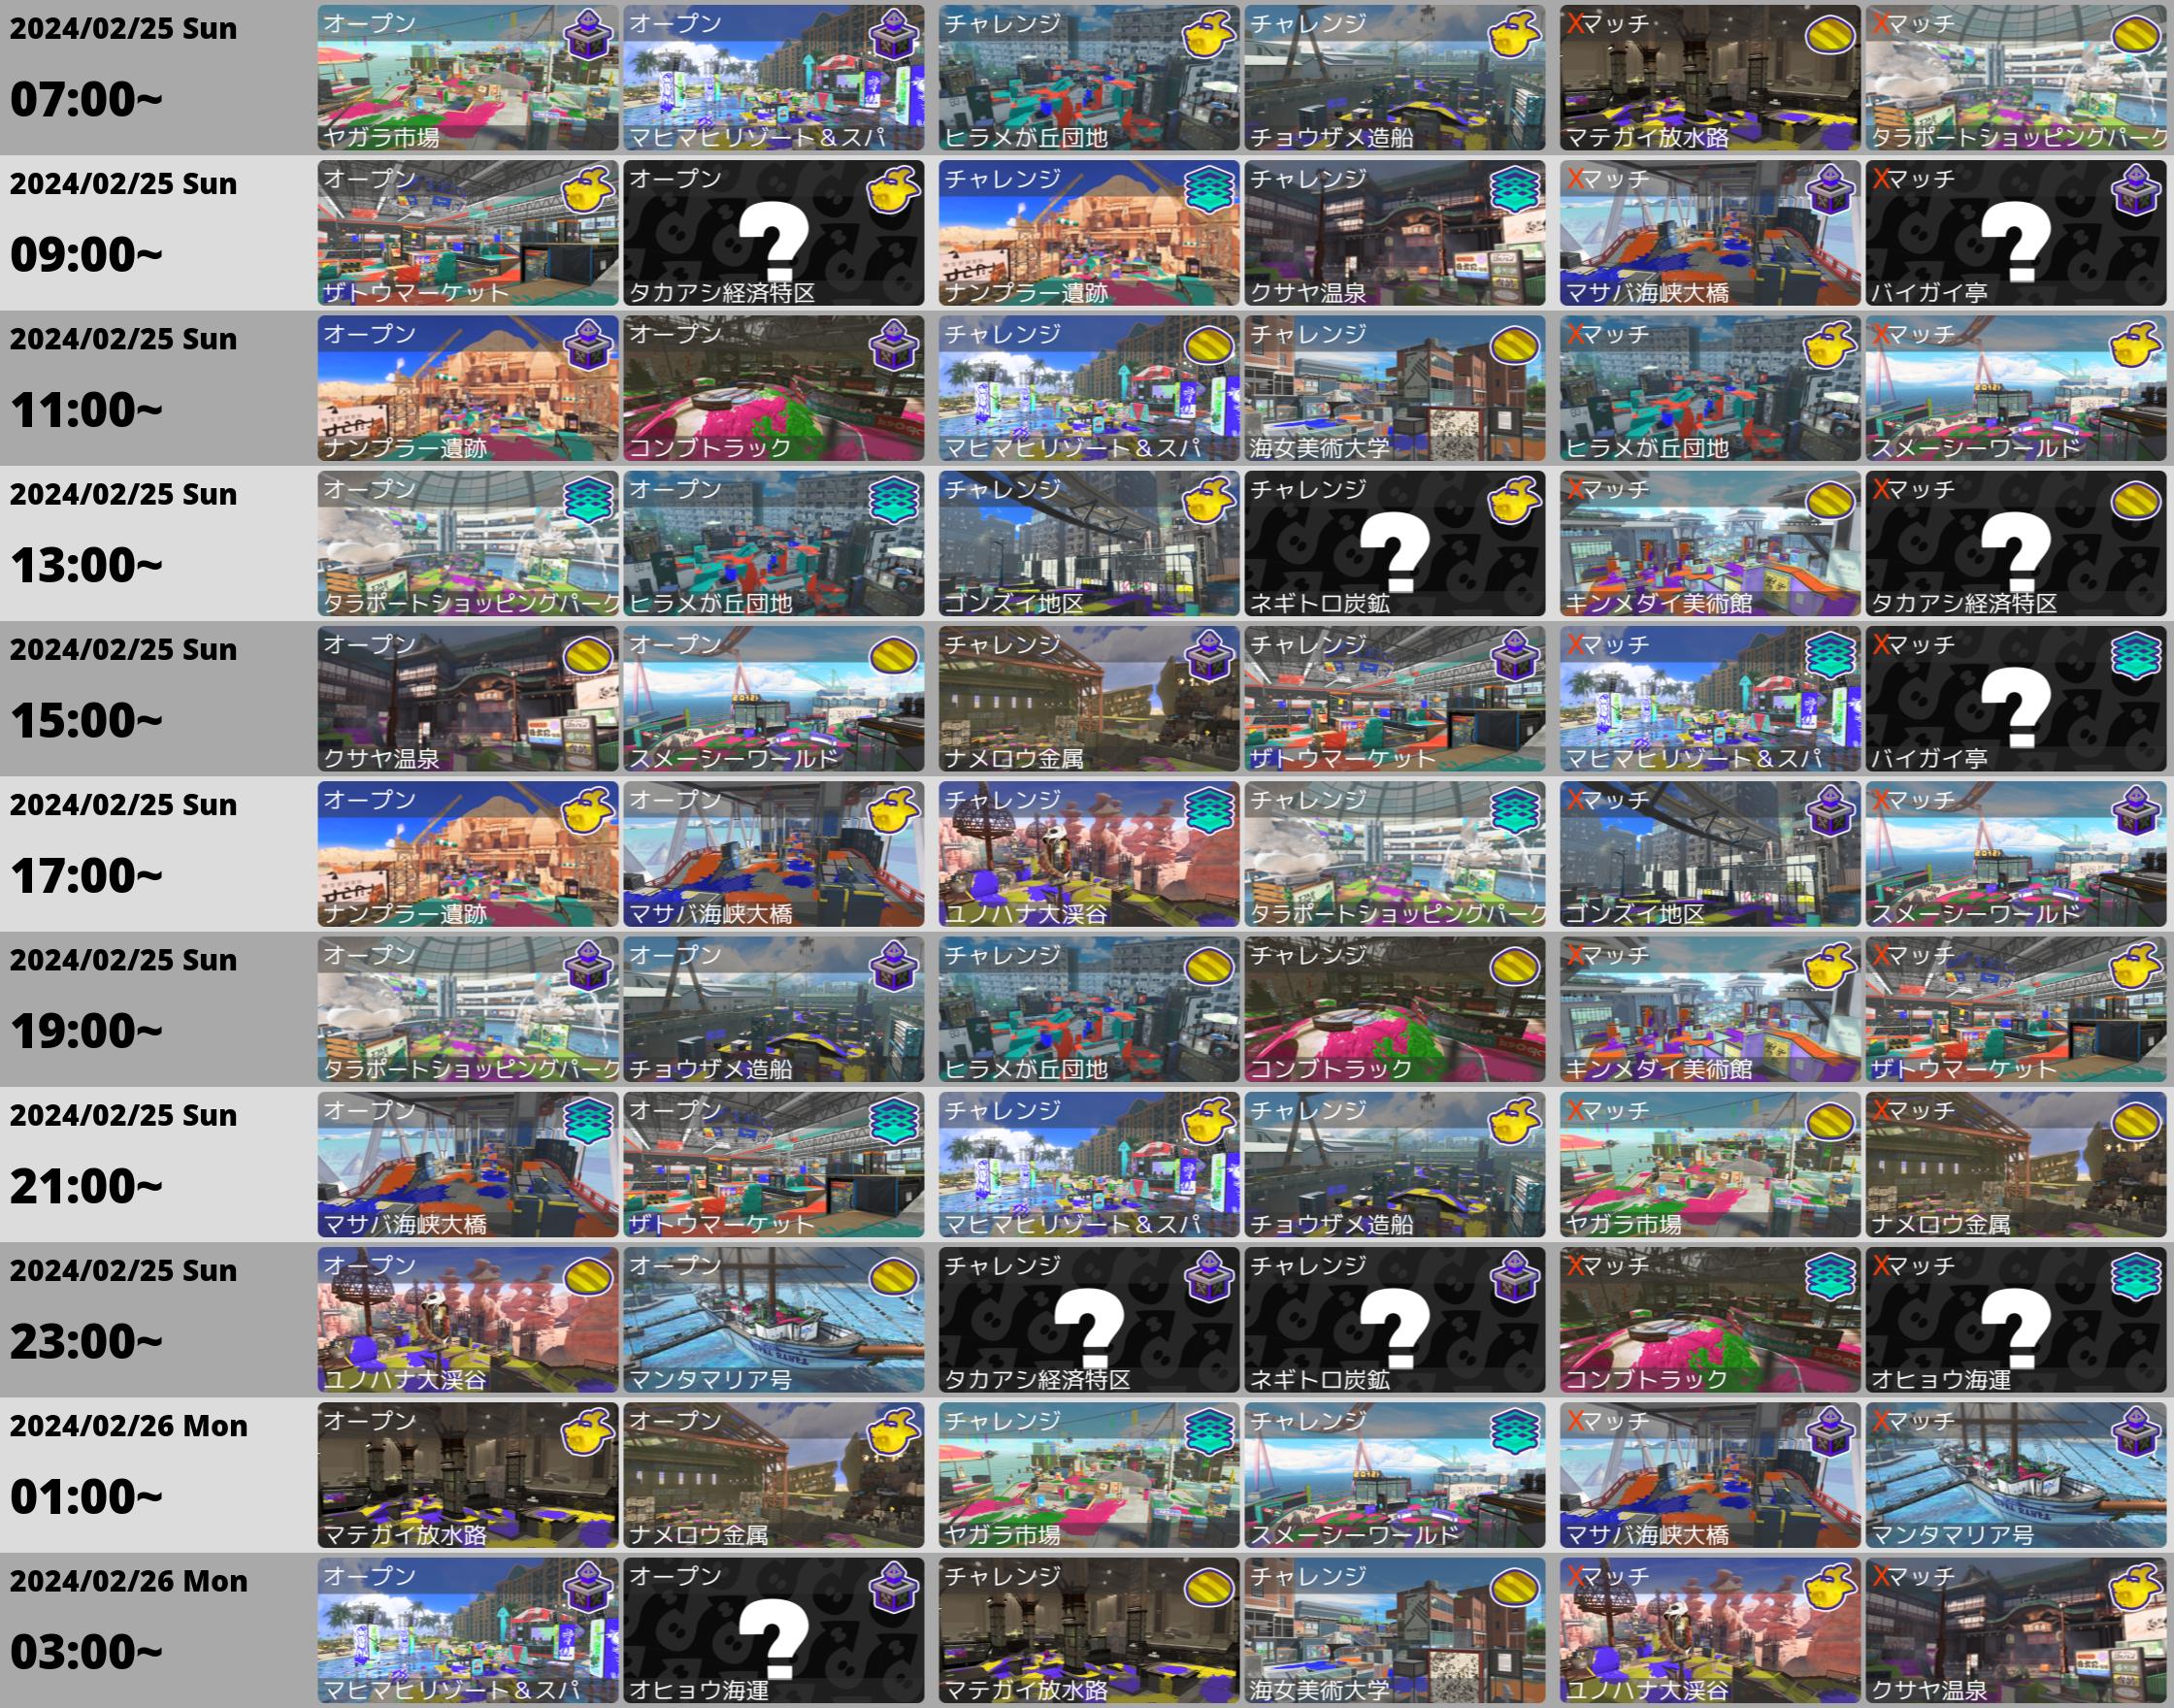 2024/02/25 Sun
07:00~
オープン オープン チャレンジ チャレンジ Xマッチ Xマッチ
ヤガラ市場 マヒマヒリゾート＆スパ ヒラメが丘団地 チョウザメ造船 マテガイ放水路 タラポートショッピングパーク
2024/02/25 Sun
09:00~
オープン オープン チャレンジ チャレンジ Xマッチ Xマッチ
? ?
ザトウマーケット タカアシ経済特区 ナンプラー遺跡 クサヤ温泉 マサバ海峡大橋 バイガイ亭
2024/02/25 Sun
11:00~
オープン オープン チャレンジ チャレンジ Xマッチ Xマッチ
ナンプラー遺跡 コンブトラック マヒマヒリゾート＆スパ 海女美術大学 ヒラメが丘団地 スメーシーワールド
2024/02/25 Sun
13:00~
オープン オープン チャレンジ チャレンジ Xマッチ Xマッチ
? ?
タラポートショッピングパーク ヒラメが丘団地 ゴンズイ地区 ネギトロ炭鉱 キンメダイ美術館 タカアシ経済特区
2024/02/25 Sun
15:00~
オープン オープン チャレンジ チャレンジ Xマッチ Xマッチ
?
クサヤ温泉 スメーシーワールド ナメロウ金属 ザトウマーケット マヒマヒリゾート＆スパ バイガイ亭
2024/02/25 Sun
17:00~
オープン オープン チャレンジ チャレンジ Xマッチ Xマッチ
ナンプラー遺跡 マサバ海峡大橋 ユノハナ大渓谷 タラポートショッピングパーク ゴンズイ地区 スメーシーワールド
2024/02/25 Sun
19:00~
オープン オープン チャレンジ チャレンジ Xマッチ Xマッチ
タラポートショッピングパーク チョウザメ造船 ヒラメが丘団地 コンブトラック キンメダイ美術館 ザトウマーケット
2024/02/25 Sun
21:00~
オープン オープン チャレンジ チャレンジ Xマッチ Xマッチ
マサバ海峡大橋 ザトウマーケット マヒマヒリゾート＆スパ チョウザメ造船 ヤガラ市場 ナメロウ金属
2024/02/25 Sun
23:00~
オープン オープン チャレンジ チャレンジ Xマッチ Xマッチ
? ? ?
ユノハナ大渓谷 マンタマリア号 タカアシ経済特区 ネギトロ炭鉱 コンブトラック オヒョウ海運
2024/02/26 Mon
01:00~
オープン オープン チャレンジ チャレンジ Xマッチ Xマッチ
マテガイ放水路 ナメロウ金属 ヤガラ市場 スメーシーワールド マサバ海峡大橋 マンタマリア号
2024/02/26 Mon
03:00~
オープン オープン チャレンジ チャレンジ Xマッチ Xマッチ
?
マヒマヒリゾート＆スパ オヒョウ海運 マテガイ放水路 海女美術大学 ユノハナ大渓谷 クサヤ温泉